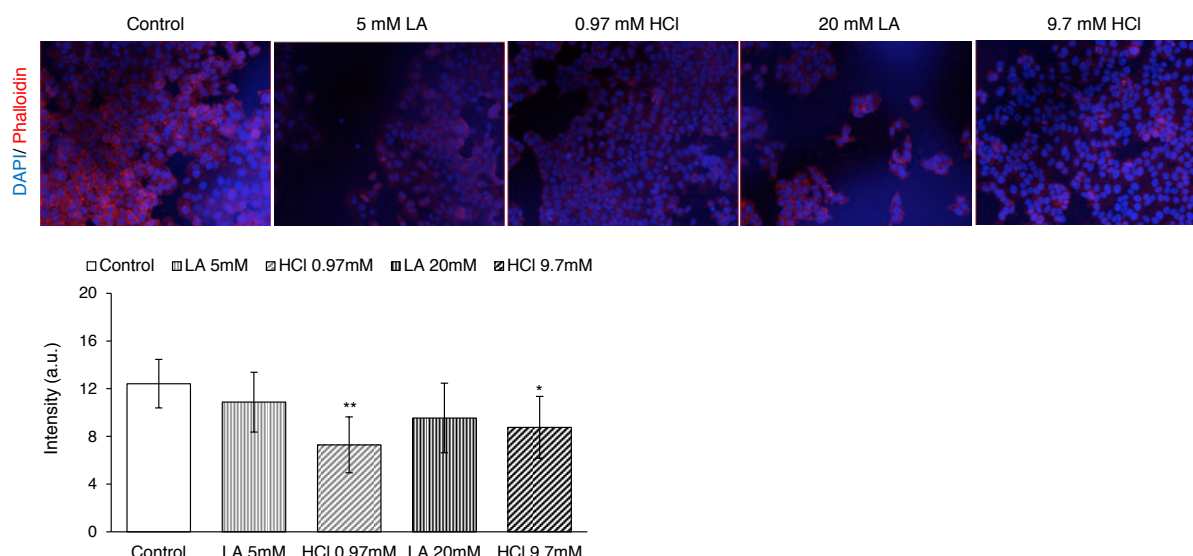 Control 5 mM LA 0.97 mM HCl 20 mM LA 9.7 mM HCl
DAPI/ Phalloidin
Control LA 5mM HCl 0.97mM LA 20mM HCl 9.7mM
20
16
12
8
4
0
Intensity (a.u.)
**
*
Control LA 5mM HCl 0.97mM LA 20mM HCl 9.7mM